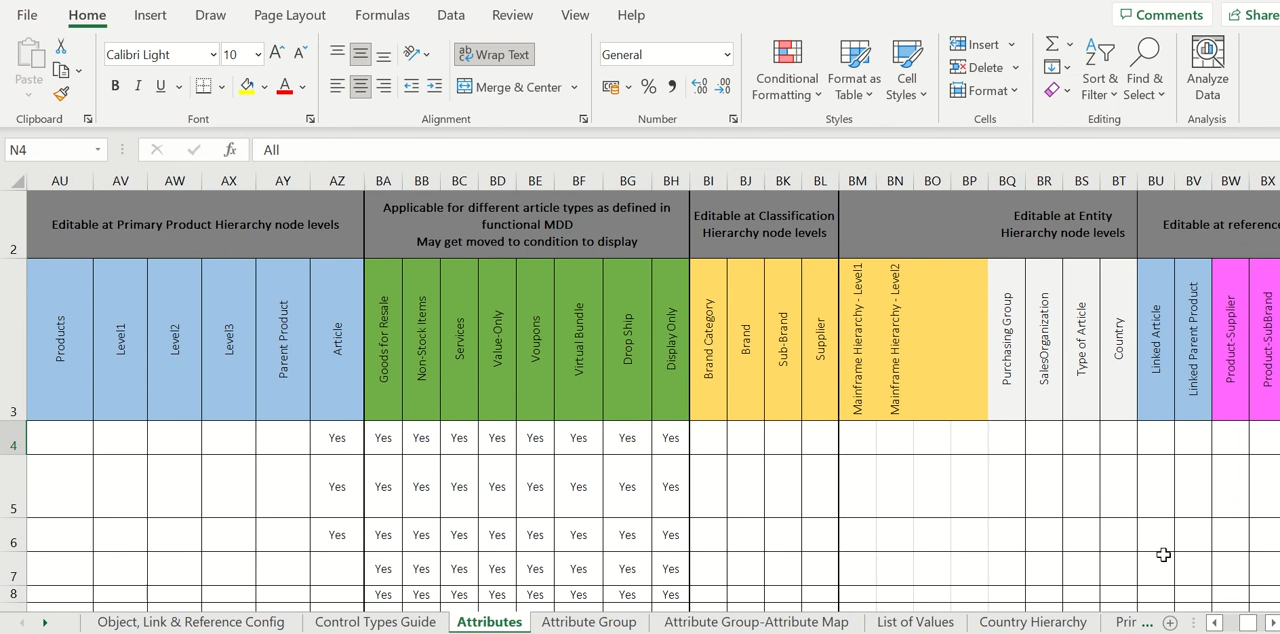 File Home Insert Draw Page Layout Formulas Data Review View Help Comments Share
Paste
Calibri Light 10 A A
ab Wrap Text
General
B I U A
Merge & Center
% 9 .00
Conditional Formatting
Format as Table
Cell Styles
Insert
Delete
Format
Sort & Filter
Find & Select
Analyze Data
Clipboard Font Alignment Number Styles Cells Editing Analysis
N4 fx All
AU AV AW AX AY AZ BA BB BC BD BE BF BG BH BI BJ BK BL BM BN BO BP BQ BR BS BT BU BV BW BX
2
Editable at Primary Product Hierarchy node levels
Applicable for different article types as defined in
functional MDD
May get moved to condition to display
Editable at Classification
Hierarchy node levels
Editable at Entity
Hierarchy node levels
Editable at reference
3
Products
Level1
Level2
Level3
Parent Product
Article
Goods for Resale
Non-Stock Items
Services
Value-Only
Voupons
Virtual Bundle
Drop Ship
Display Only
Brand Category
Brand
Sub-Brand
Supplier
Mainframe Hierarchy - Level1
Mainframe Hierarchy - Level2
Purchasing Group
SalesOrganization
Type of Article
Country
Linked Article
Linked Parent Product
Product-Supplier
Product-SubBrand
4 Yes Yes Yes Yes Yes Yes Yes Yes Yes
5 Yes Yes Yes Yes Yes Yes Yes Yes Yes
6 Yes Yes Yes Yes Yes Yes Yes Yes Yes
7 Yes Yes Yes Yes Yes Yes Yes Yes
8 Yes Yes Yes Yes Yes Yes Yes Yes
Object, Link & Reference Config Control Types Guide Attributes Attribute Group Attribute Group-Attribute Map List of Values Country Hierarchy Prir ...